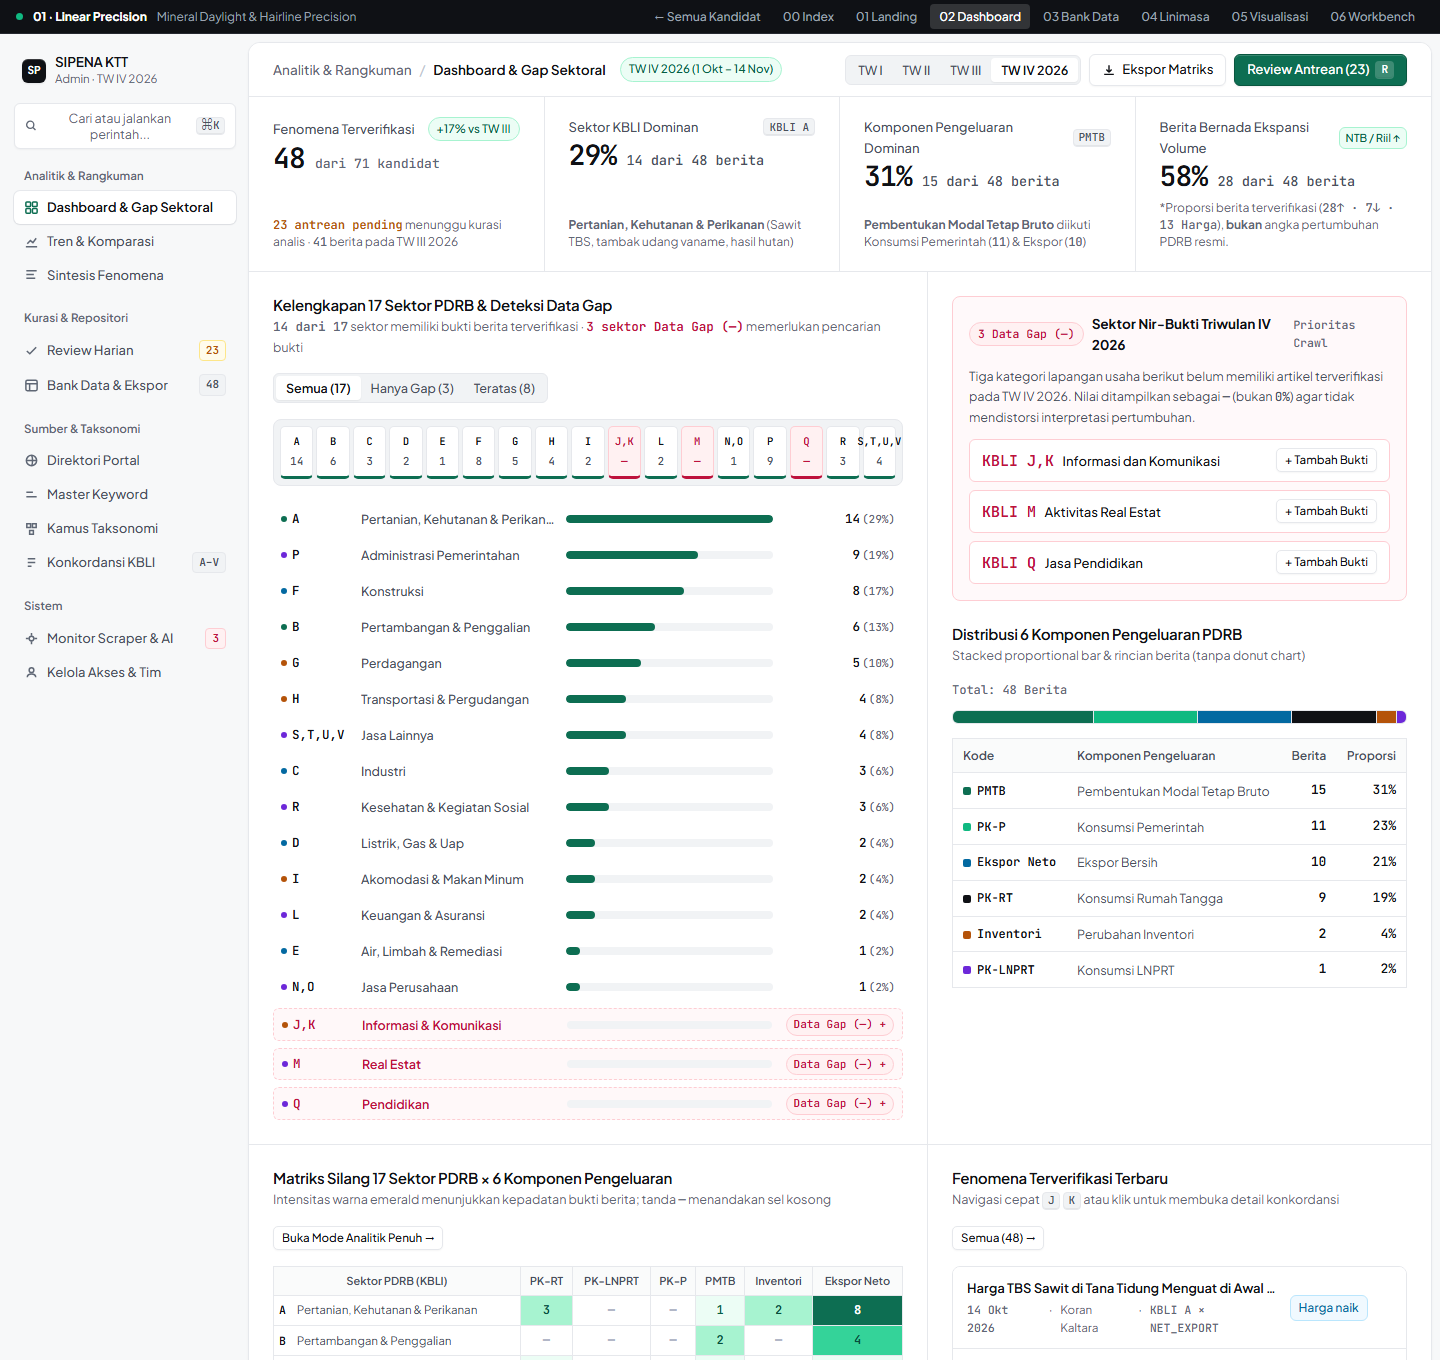 01 · Linear Precision Mineral Daylight & Hairline Precision ← Semua Kandidat 00 Index 01 Landing 02 Dashboard 03 Bank Data 04 Linimasa 05 Visualisasi 06 Workbench
SP SIPENA KTT
Admin · TW IV 2026
Cari atau jalankan perintah... ⌘K
Analitik & Rangkuman
Dashboard & Gap Sektoral
Tren & Komparasi
Sintesis Fenomena
Kurasi & Repositori
Review Harian 23
Bank Data & Ekspor 48
Sumber & Taksonomi
Direktori Portal
Master Keyword
Kamus Taksonomi
Konkordansi KBLI A–V
Sistem
Monitor Scraper & AI 3
Kelola Akses & Tim
Analitik & Rangkuman / Dashboard & Gap Sektoral TW IV 2026 (1 Okt – 14 Nov) TW I TW II TW III TW IV 2026 Ekspor Matriks Review Antrean (23) R
Fenomena Terverifikasi +17% vs TW III
48 dari 71 kandidat
23 antrean pending menunggu kurasi
analis · 41 berita pada TW III 2026
Sektor KBLI Dominan KBLI A
29% 14 dari 48 berita
Pertanian, Kehutanan & Perikanan (Sawit
TBS, tambak udang vaname, hasil hutan)
Komponen Pengeluaran
Dominan PMTB
31% 15 dari 48 berita
Pembentukan Modal Tetap Bruto diikuti
Konsumsi Pemerintah (11) & Ekspor (10)
Berita Bernada Ekspansi
Volume NTB / Riil ↑
58% 28 dari 48 berita
*Proporsi berita terverifikasi (28↑ · 7↓ ·
13 Harga), bukan angka pertumbuhan
PDRB resmi.
Kelengkapan 17 Sektor PDRB & Deteksi Data Gap
14 dari 17 sektor memiliki bukti berita terverifikasi · 3 sektor Data Gap (—) memerlukan pencarian
bukti
Semua (17) Hanya Gap (3) Teratas (8)
A B C D E F G H I J,K L M N,O P Q R S,T,U,V
14 6 3 2 1 8 5 4 2 — 2 — 1 9 — 3 4
A Pertanian, Kehutanan & Perikan... 14 (29%)
P Administrasi Pemerintahan 9 (19%)
F Konstruksi 8 (17%)
B Pertambangan & Penggalian 6 (13%)
G Perdagangan 5 (10%)
H Transportasi & Pergudangan 4 (8%)
S,T,U,V Jasa Lainnya 4 (8%)
C Industri 3 (6%)
R Kesehatan & Kegiatan Sosial 3 (6%)
D Listrik, Gas & Uap 2 (4%)
I Akomodasi & Makan Minum 2 (4%)
L Keuangan & Asuransi 2 (4%)
E Air, Limbah & Remediasi 1 (2%)
N,O Jasa Perusahaan 1 (2%)
J,K Informasi & Komunikasi Data Gap (—) +
M Real Estat Data Gap (—) +
Q Pendidikan Data Gap (—) +
3 Data Gap (—) Sektor Nir-Bukti Triwulan IV
2026 Prioritas
Crawl
Tiga kategori lapangan usaha berikut belum memiliki artikel terverifikasi
pada TW IV 2026. Nilai ditampilkan sebagai — (bukan 0%) agar tidak
mendistorsi interpretasi pertumbuhan.
KBLI J,K Informasi dan Komunikasi + Tambah Bukti
KBLI M Aktivitas Real Estat + Tambah Bukti
KBLI Q Jasa Pendidikan + Tambah Bukti
Distribusi 6 Komponen Pengeluaran PDRB
Stacked proportional bar & rincian berita (tanpa donut chart)
Total: 48 Berita
Kode Komponen Pengeluaran Berita Proporsi
PMTB Pembentukan Modal Tetap Bruto 15 31%
PK-P Konsumsi Pemerintah 11 23%
Ekspor Neto Ekspor Bersih 10 21%
PK-RT Konsumsi Rumah Tangga 9 19%
Inventori Perubahan Inventori 2 4%
PK-LNPRT Konsumsi LNPRT 1 2%
Matriks Silang 17 Sektor PDRB × 6 Komponen Pengeluaran
Intensitas warna emerald menunjukkan kepadatan bukti berita; tanda — menandakan sel kosong
Buka Mode Analitik Penuh →
Sektor PDRB (KBLI) PK-RT PK-LNPRT PK-P PMTB Inventori Ekspor Neto
A Pertanian, Kehutanan & Perikanan 3 — — 1 2 8
B Pertambangan & Penggalian — — — 2 — 4
Fenomena Terverifikasi Terbaru
Navigasi cepat J K atau klik untuk membuka detail konkordansi
Semua (48) →
Harga TBS Sawit di Tana Tidung Menguat di Awal ...
14 Okt 2026 · Koran Kaltara · KBLI A × NET_EXPORT
Harga naik